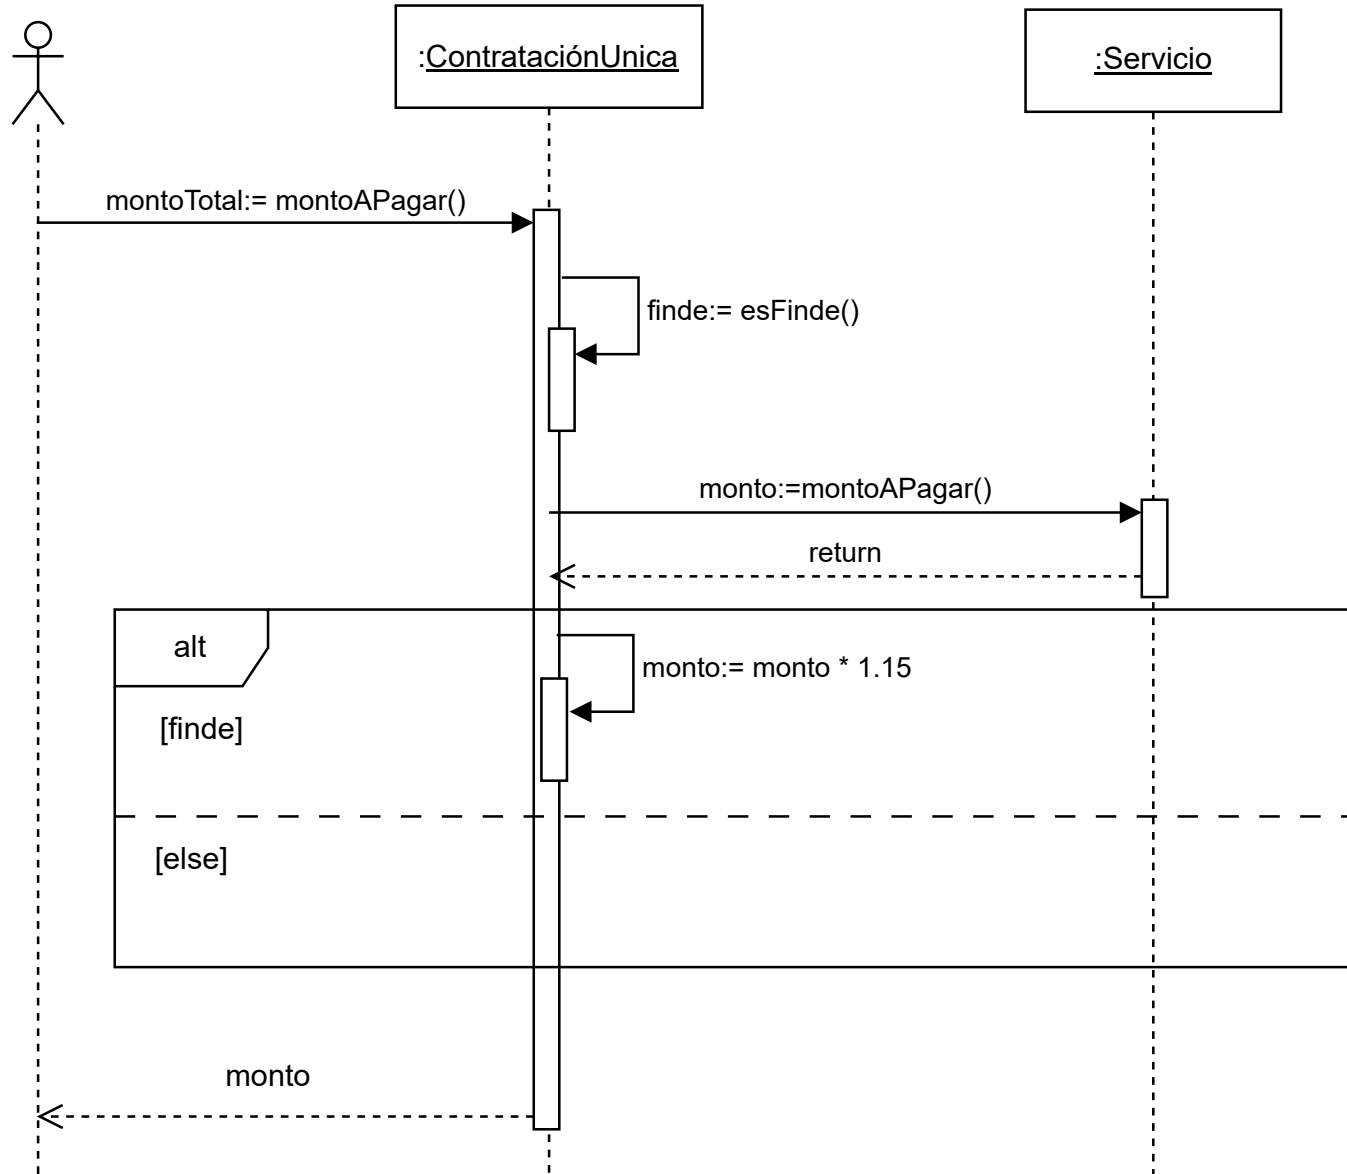 :ContrataciónUnica
:Servicio
montoTotal:= montoAPagar()
finde:= esFinde()
monto:=montoAPagar()
return
alt
monto:= monto * 1.15
[finde]
[else]
monto